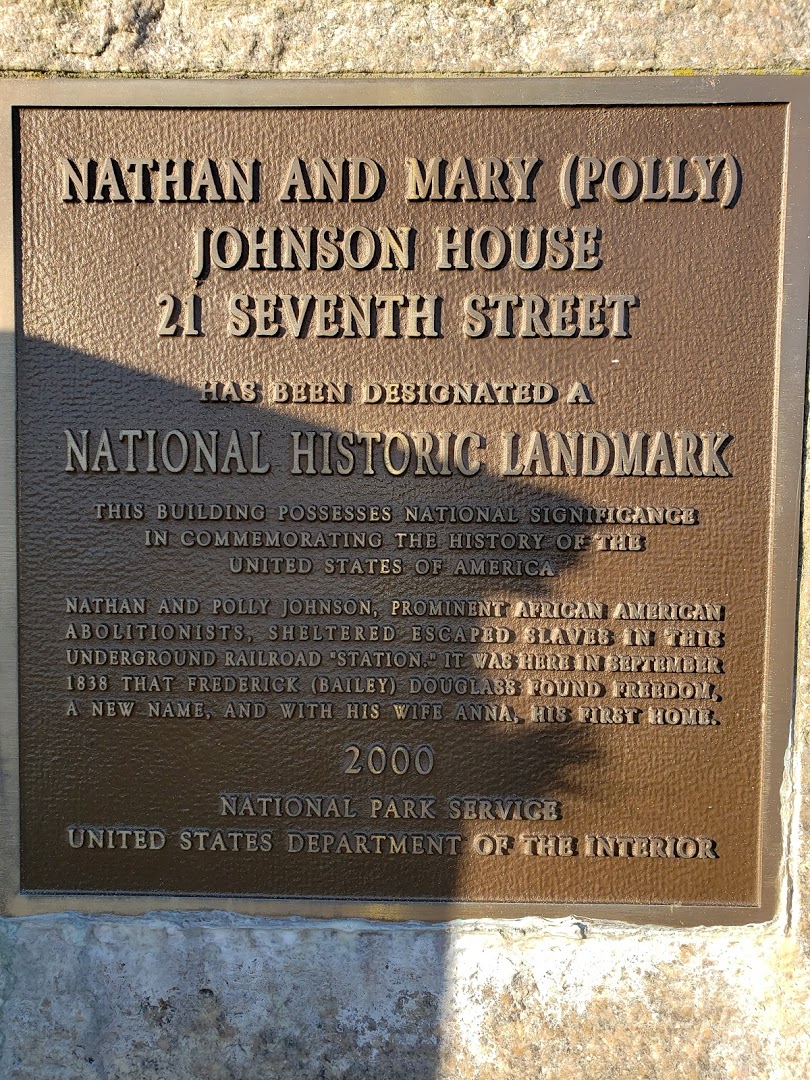 NATHAN AND MARY (POLLY)
JOHNSON HOUSE
21 SEVENTH STREET
HAS BEEN DESIGNATED A
NATIONAL HISTORIC LANDMARK
THIS BUILDING POSSESSES NATIONAL SIGNIFICANCE
IN COMMEMORATING THE HISTORY OF THE
UNITED STATES OF AMERICA
NATHAN AND POLLY JOHNSON, PROMINENT AFRICAN AMERICAN
ABOLITIONISTS, SHELTERED ESCAPED SLAVES IN THIS
UNDERGROUND RAILROAD "STATION." IT WAS HERE IN SEPTEMBER
1838 THAT FREDERICK (BAILEY) DOUGLASS FOUND FREEDOM,
A NEW NAME, AND WITH HIS WIFE ANNA, HIS FIRST HOME.
2000
NATIONAL PARK SERVICE
UNITED STATES DEPARTMENT OF THE INTERIOR